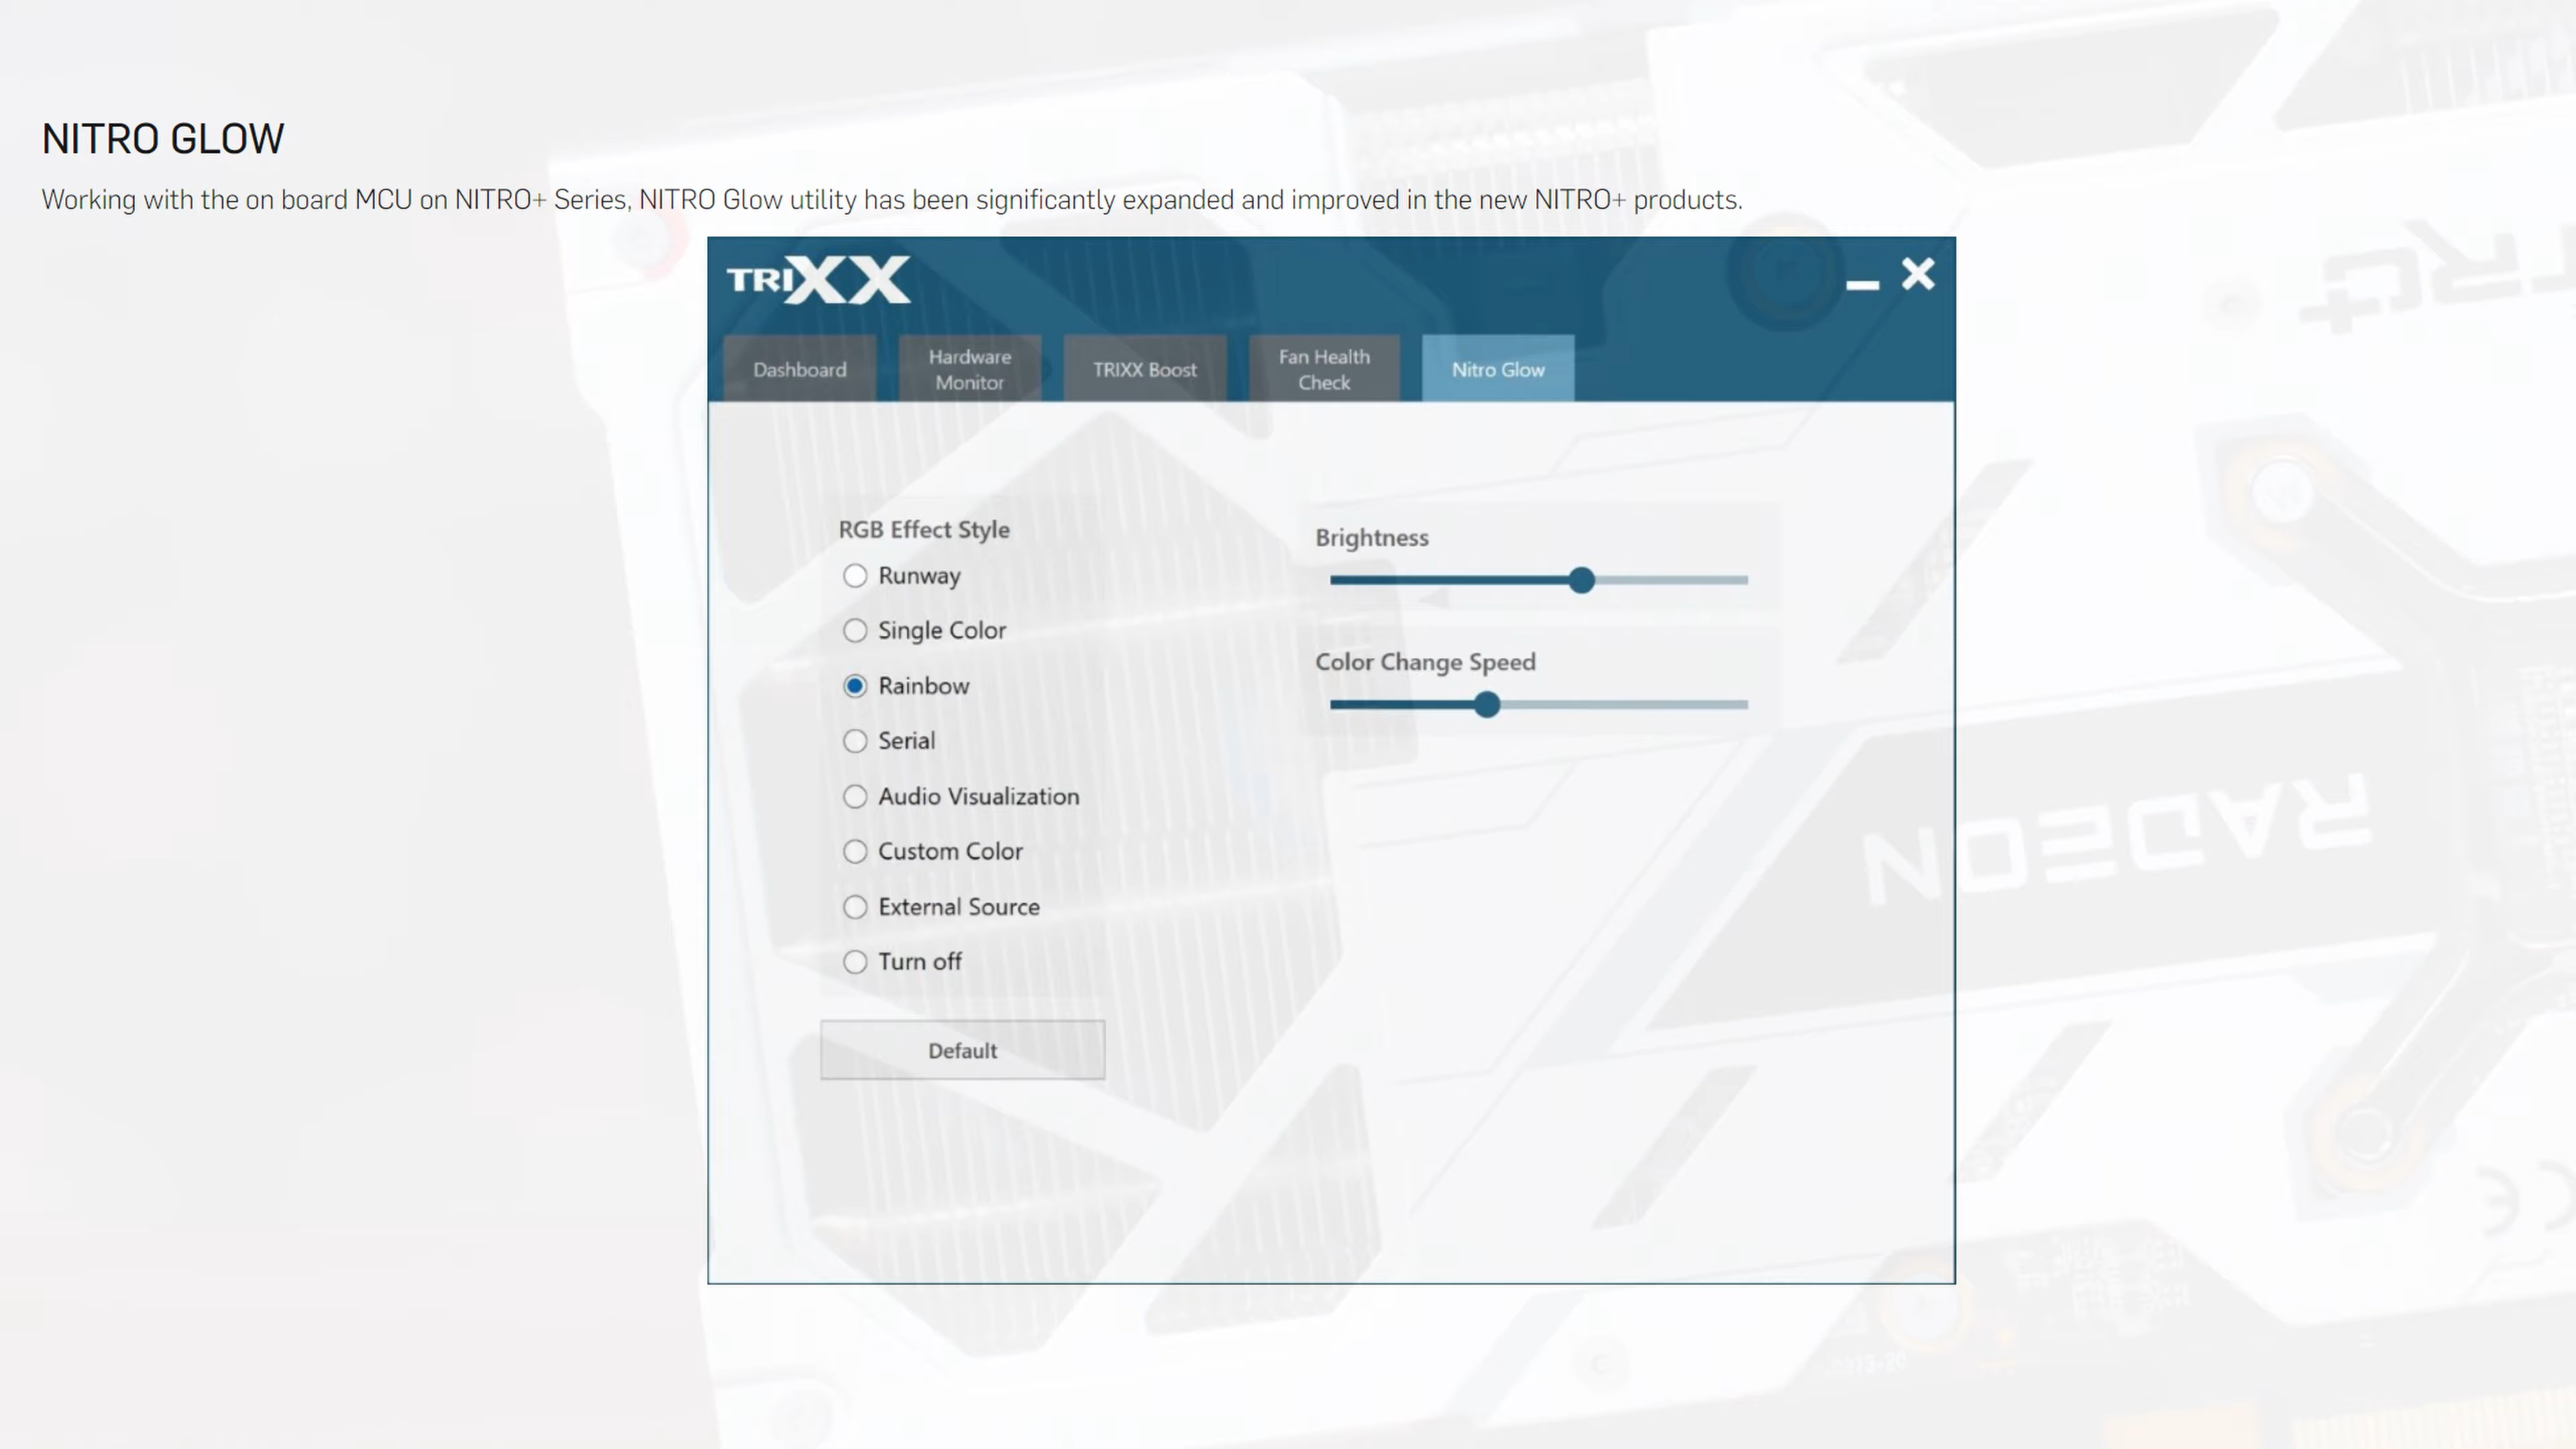 NITRO GLOW
Working with the on board MCU on NITRO+ Series, NITRO Glow utility has been significantly expanded and improved in the new NITRO+ products.
TRIXX
Dashboard
Hardware
Monitor
TRIXX Boost
Fan Health
Check
Nitro Glow
RGB Effect Style
Runway
Single Color
Rainbow
Serial
Audio Visualization
Custom Color
External Source
Turn off
Default
Brightness
Color Change Speed
RADEON